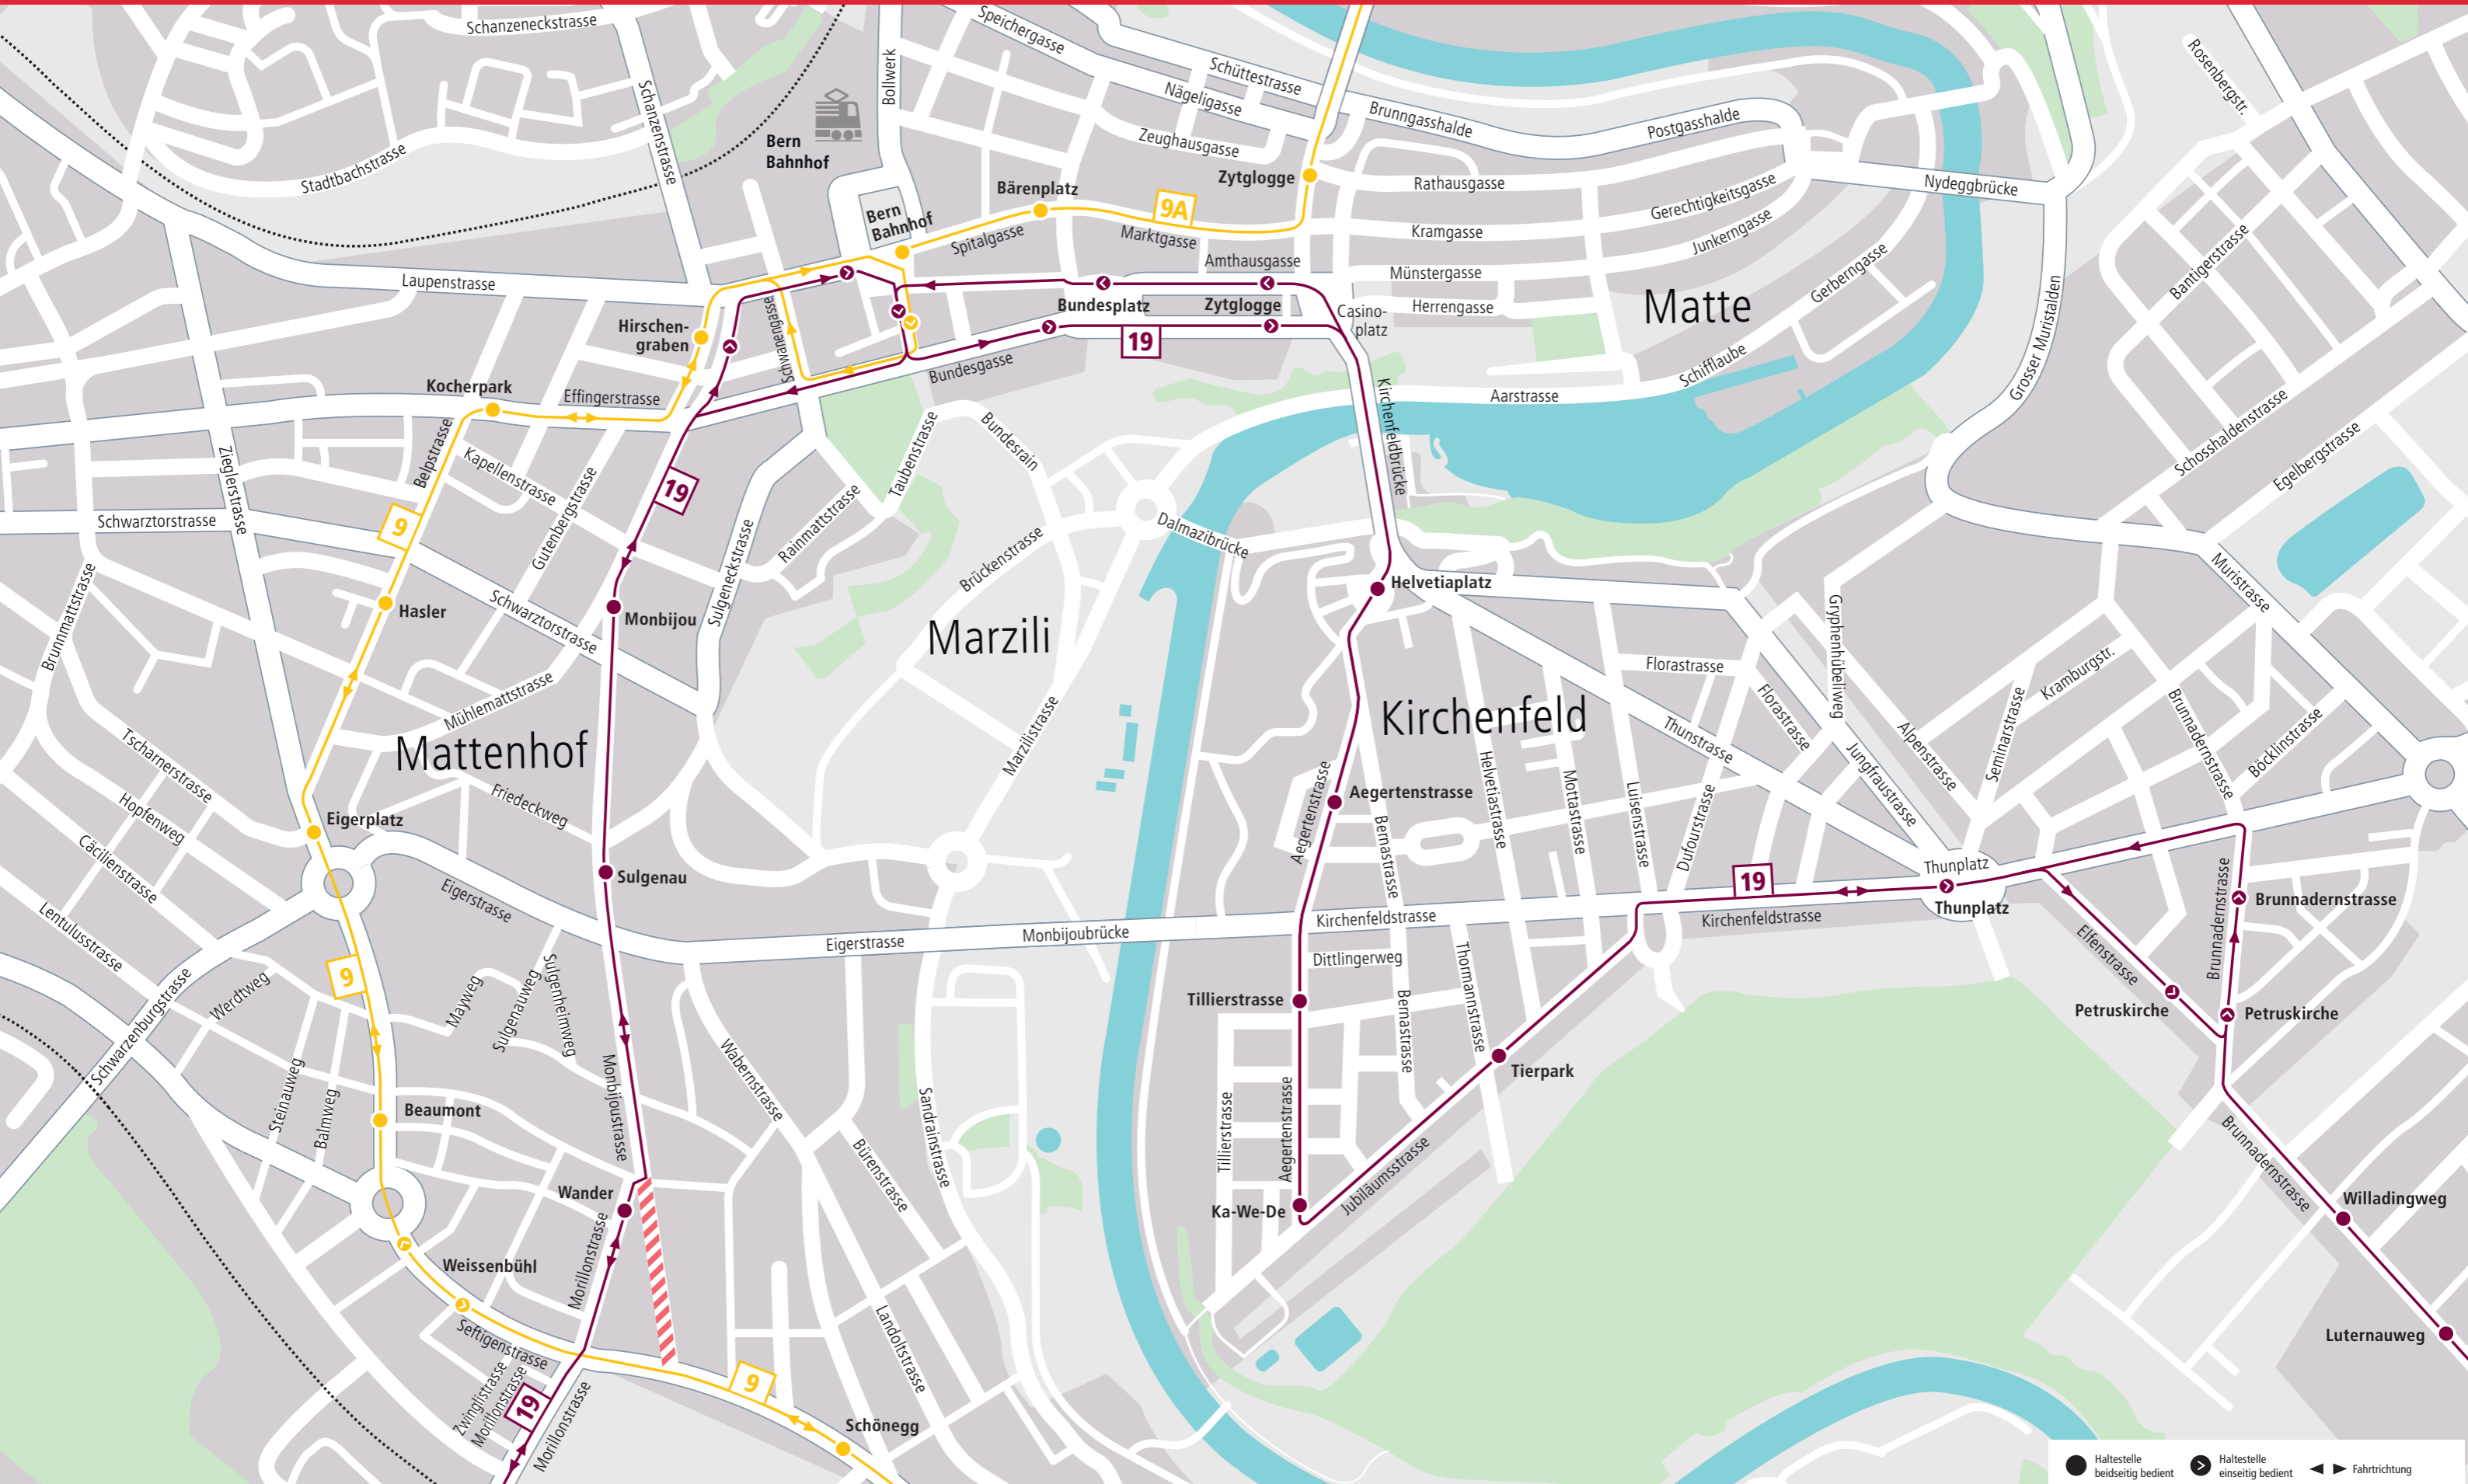 Schanzeneckstrasse
Speichergasse
Rosenbergstr.
Schüttestrasse
Bollwerk
Nägeligasse
Schanzenstrasse
Brunngasshalde
Postgasshalde
Bern
Bahnhof
Zeughausgasse
Stadtbachstrasse
Zytglogge
Rathausgasse
Nydeggbrücke
Bärenplatz
9A
Gerechtigkeitsgasse
Bern
Bahnhof
Spitalgasse
Marktgasse
Kramgasse
Junkerngasse
Bantigerstrasse
Laupenstrasse
Amthausgasse
Münstergasse
Gerberngasse
Bundesplatz
Zytglogge
Herrengasse
Matte
Hirschen-
graben
Schwanengasse
Casino-
platz
Grosser Muristalden
19
Bundesgasse
Schifflaube
Kocherpark
Effingerstrasse
Aarstrasse
Kirchenfeldbrücke
Schosshaldenstrasse
Belpstrasse
Taubenstrasse
Bundesrain
Egelbergstrasse
Zieglerstrasse
Kapellenstrasse
19
Gutenbergstrasse
Schwarztorstrasse
9
Rainmattstrasse
Dalmazibrücke
Sulgeneckstrasse
Brückenstrasse
Muristrasse
Helvetiaplatz
Brunnmattstrasse
Hasler
Schwarztorstrasse
Monbijou
Marzili
Gryphenhübeliweg
Florastrasse
Kramburgstr.
Mühlemattstrasse
Kirchenfeld
Florastrasse
Thunstrasse
Seminarstrasse
Brunnadernstrasse
Böcklinstrasse
Mattenhof
Marzilistrasse
Alpenstrasse
Tscharnerstrasse
Jungfraustrasse
Friedeckweg
Hopfenweg
Eigerplatz
Aegertenstrasse
Aegertenstrasse
Helvetiastrasse
Mottastrasse
Luisenstrasse
Dufourstrasse
Bernastrasse
Cäcilienstrasse
Sulgenau
Thunplatz
19
Eigerstrasse
Kirchenfeldstrasse
Kirchenfeldstrasse
Thunplatz
Brunnadernstrasse
Brunnadernstrasse
Lentulusstrasse
Eigerstrasse
Monbijoubrücke
Elfenstrasse
Dittlingerweg
9
Werdtweg
Mayweg
Sulgenauweg
Sulgenheimweg
Tillierstrasse
Thormannstrasse
Bernastrasse
Petruskirche
Petruskirche
Schwarzenburgstrasse
Wabernstrasse
Tierpark
Monbijoustrasse
Steinauweg
Balmweg
Beaumont
Sandrainstrasse
Tillierstrasse
Aegertenstrasse
Jubiläumsstrasse
Brunnadernstrasse
Bürenstrasse
Wander
Ka-We-De
Willadingweg
Morillonstrasse
Weissenbühl
Luternauweg
Seftigenstrasse
Landoltstrasse
Zwinglistrasse
Morillonstrasse
19
9
Morillonstrasse
Schönegg
Haltestelle
beidseitig bedient
Haltestelle
einseitig bedient
Fahrtrichtung